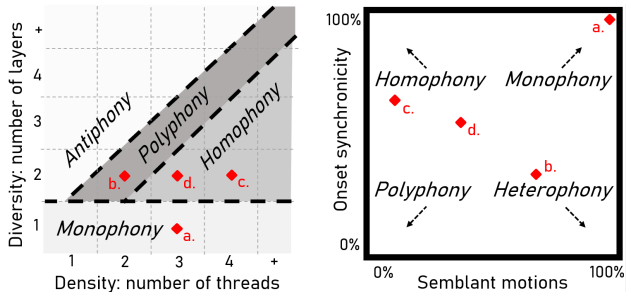 Diversity: number of layers
+
4
3
2
1
Antiphony
Polyphony
Homophony
Monophony
b.
d.
c.
a.
1 2 3 4 +
Density: number of threads
Onset synchronicity
100%
0%
a.
Homophony Monophony
c.
d.
b.
Polyphony Heterophony
0% 100%
Semblant motions